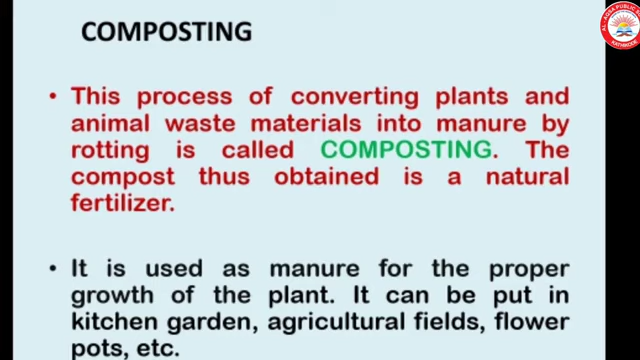 COMPOSTING
• This process of converting plants and
animal waste materials into manure by
rotting is called COMPOSTING. The
compost thus obtained is a natural
fertilizer.
• It is used as manure for the proper
growth of the plant. It can be put in
kitchen garden, agricultural fields, flower
pots, etc.